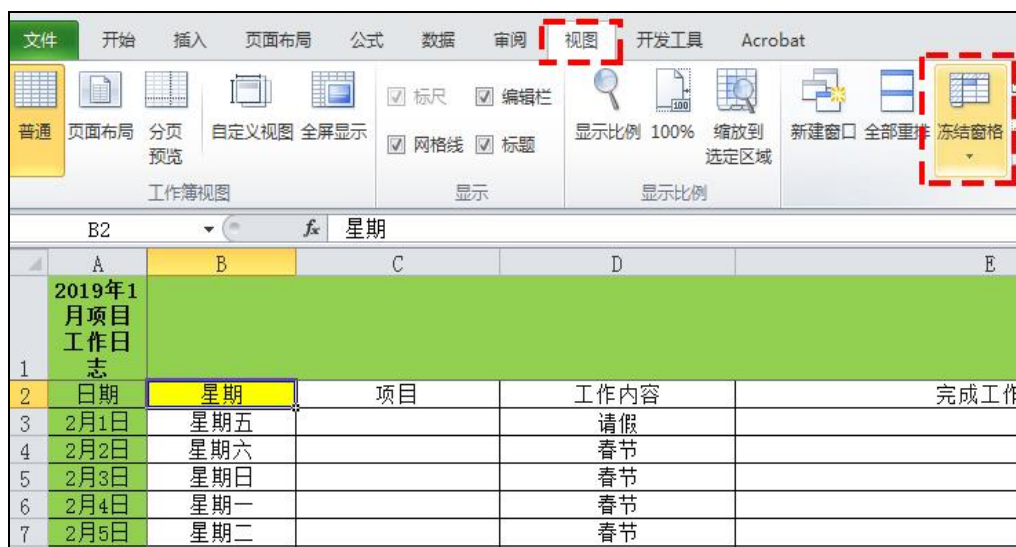 文件 开始 插入 页面布局 公式 数据 审阅 视图 开发工具 Acrobat
普通 页面布局 分页预览 自定义视图 全屏显示
标尺 编辑栏
网格线 标题
显示比例 100% 缩放到选定区域
新建窗口 全部重排 冻结窗格
工作簿视图 显示 显示比例
B2 fx 星期
A B C D E
1 2019年1月项目工作日志
2 日期 星期 项目 工作内容 完成工作
3 2月1日 星期五 请假
4 2月2日 星期六 春节
5 2月3日 星期日 春节
6 2月4日 星期一 春节
7 2月5日 星期二 春节